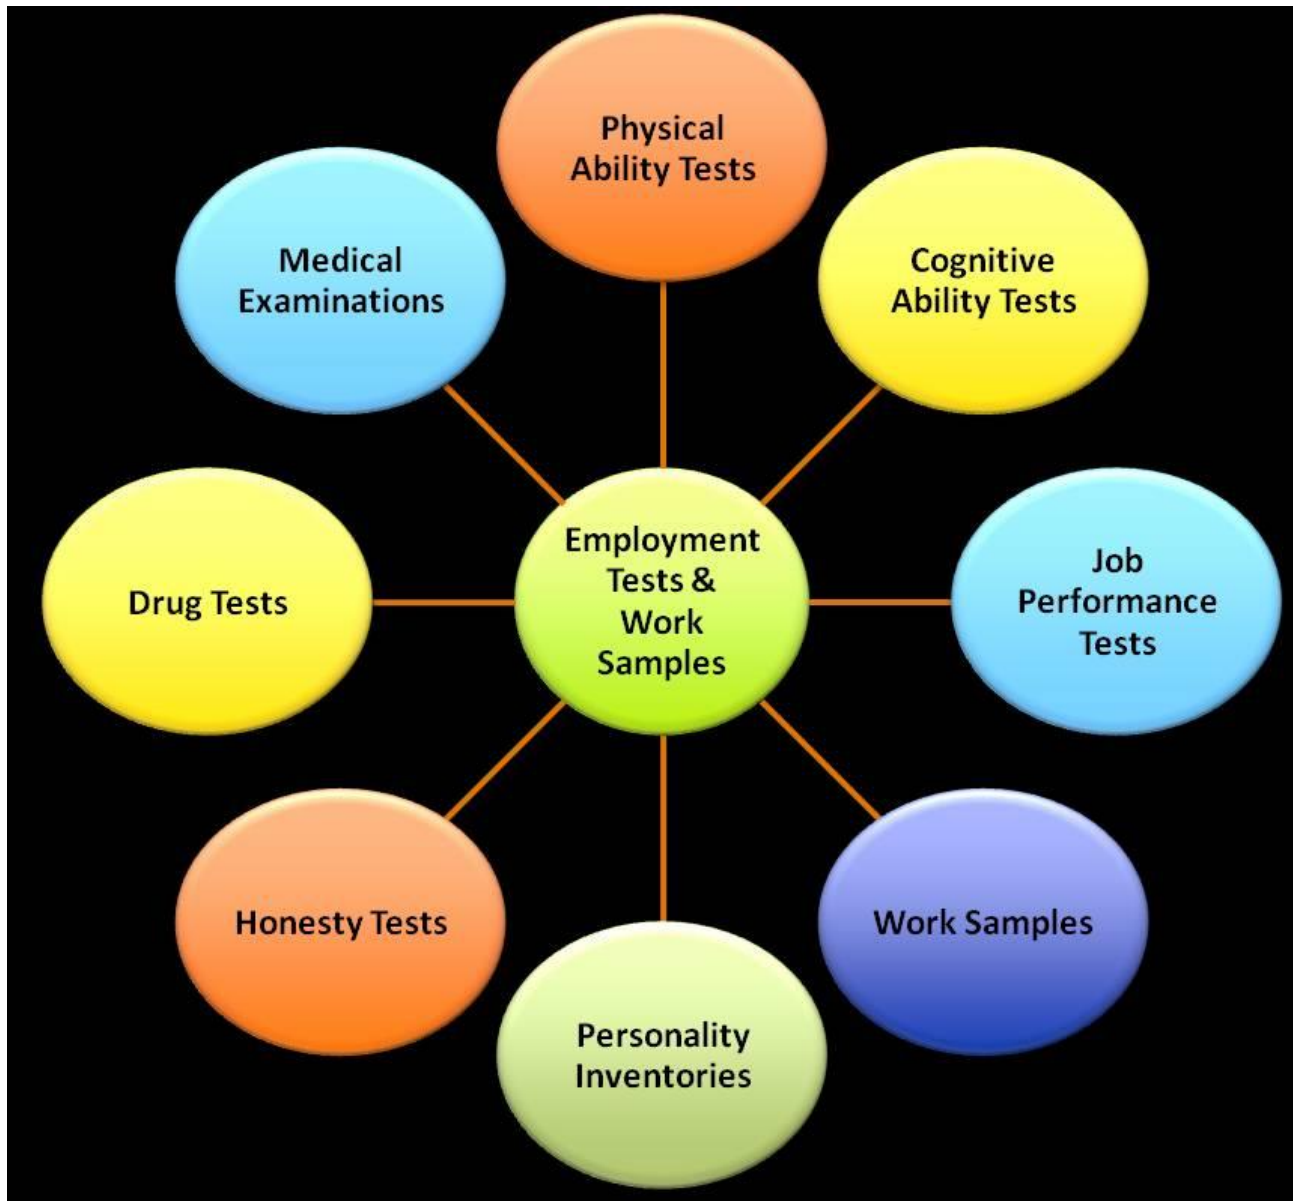 Physical
Ability Tests
Cognitive
Ability Tests
Job
Performance
Tests
Work Samples
Personality
Inventories
Honesty Tests
Drug Tests
Medical
Examinations
Employment
Tests &
Work
Samples